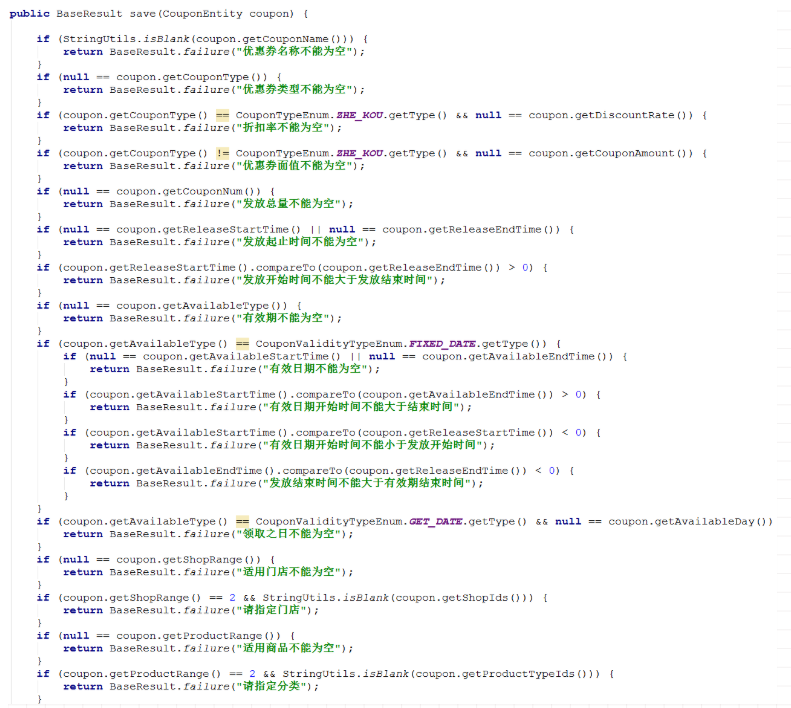 public BaseResult save(CouponEntity coupon) {
if (StringUtils.isBlank(coupon.getCouponName())) {
return BaseResult.failure("优惠券名称不能为空");
}
if (null == coupon.getCouponType()) {
return BaseResult.failure("优惠券类型不能为空");
}
if (coupon.getCouponType() == CouponTypeEnum.ZHE_KOU.getType() && null == coupon.getDiscountRate()) {
return BaseResult.failure("折扣率不能为空");
}
if (coupon.getCouponType() != CouponTypeEnum.ZHE_KOU.getType() && null == coupon.getCouponAmount()) {
return BaseResult.failure("优惠券面值不能为空");
}
if (null == coupon.getCouponNum()) {
return BaseResult.failure("发放总量不能为空");
}
if (null == coupon.getReleaseStartTime() || null == coupon.getReleaseEndTime()) {
return BaseResult.failure("发放起止时间不能为空");
}
if (coupon.getReleaseStartTime().compareTo(coupon.getReleaseEndTime()) > 0) {
return BaseResult.failure("发放开始时间不能大于发放结束时间");
}
if (null == coupon.getAvailableType()) {
return BaseResult.failure("有效期不能为空");
}
if (coupon.getAvailableType() == CouponValidityTypeEnum.FIXED_DATE.getType()) {
if (null == coupon.getAvailableStartTime() || null == coupon.getAvailableEndTime()) {
return BaseResult.failure("有效日期不能为空");
}
if (coupon.getAvailableStartTime().compareTo(coupon.getAvailableEndTime()) > 0) {
return BaseResult.failure("有效日期开始时间不能大于结束时间");
}
if (coupon.getAvailableStartTime().compareTo(coupon.getReleaseStartTime()) < 0) {
return BaseResult.failure("有效日期开始时间不能小于发放开始时间");
}
if (coupon.getAvailableEndTime().compareTo(coupon.getReleaseEndTime()) < 0) {
return BaseResult.failure("发放结束时间不能大于有效期结束时间");
}
}
if (coupon.getAvailableType() == CouponValidityTypeEnum.GET_DATE.getType() && null == coupon.getAvailableDay())
return BaseResult.failure("领取之日不能为空");
}
if (null == coupon.getShopRange()) {
return BaseResult.failure("适用门店不能为空");
}
if (coupon.getShopRange() == 2 && StringUtils.isBlank(coupon.getShopIds())) {
return BaseResult.failure("请指定门店");
}
if (null == coupon.getProductRange()) {
return BaseResult.failure("适用商品不能为空");
}
if (coupon.getProductRange() == 2 && StringUtils.isBlank(coupon.getProductTypeIds())) {
return BaseResult.failure("请指定分类");
}